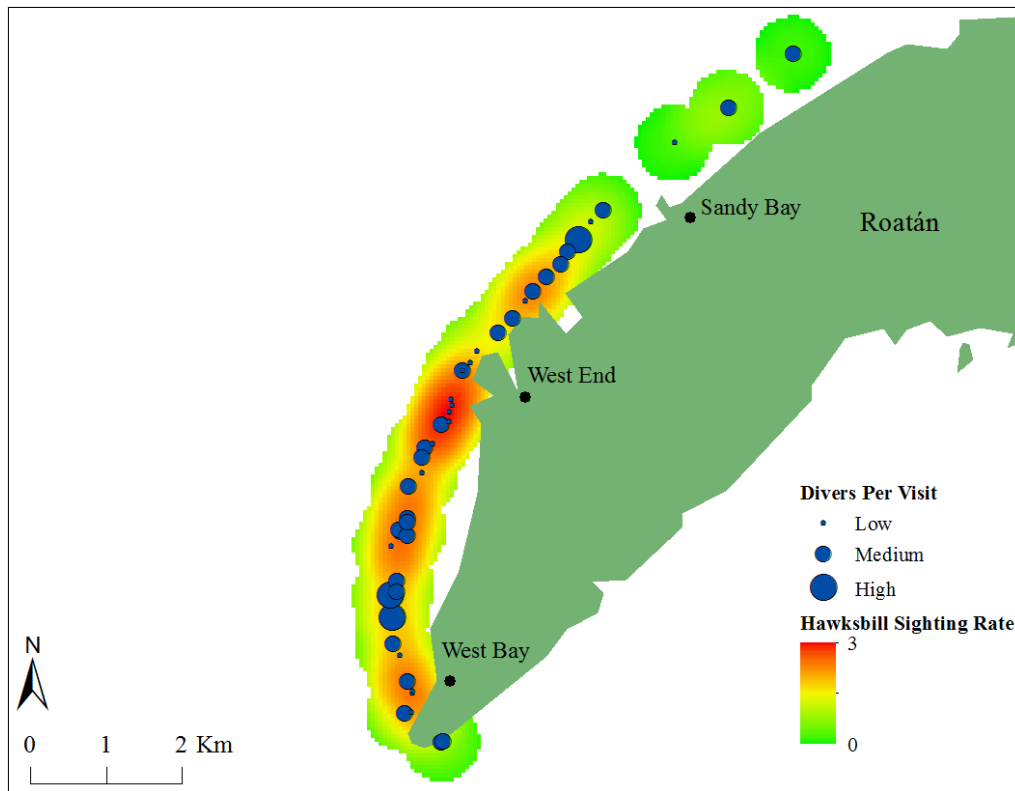 Sandy Bay
Roatán
West End
Divers Per Visit
Low
Medium
High
Hawksbill Sighting Rate
3
0
West Bay
N
0 1 2 Km